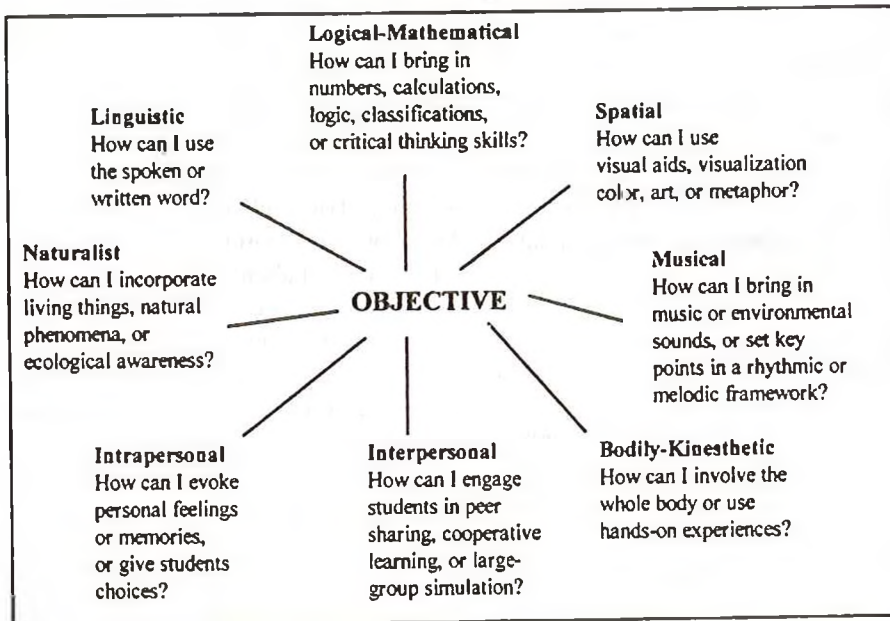 Logical-Mathematical
How can I bring in
numbers, calculations,
logic, classifications,
or critical thinking skills?
Linguistic
How can I use
the spoken or
written word?
Spatial
How can I use
visual aids, visualization
color, art, or metaphor?
Naturalist
How can I incorporate
living things, natural
phenomena, or
ecological awareness?
OBJECTIVE
Musical
How can I bring in
music or environmental
sounds, or set key
points in a rhythmic or
melodic framework?
Intrapersonal
How can I evoke
personal feelings
or memories,
or give students
choices?
Interpersonal
How can I engage
students in peer
sharing, cooperative
learning, or large-
group simulation?
Bodily-Kinesthetic
How can I involve the
whole body or use
hands-on experiences?